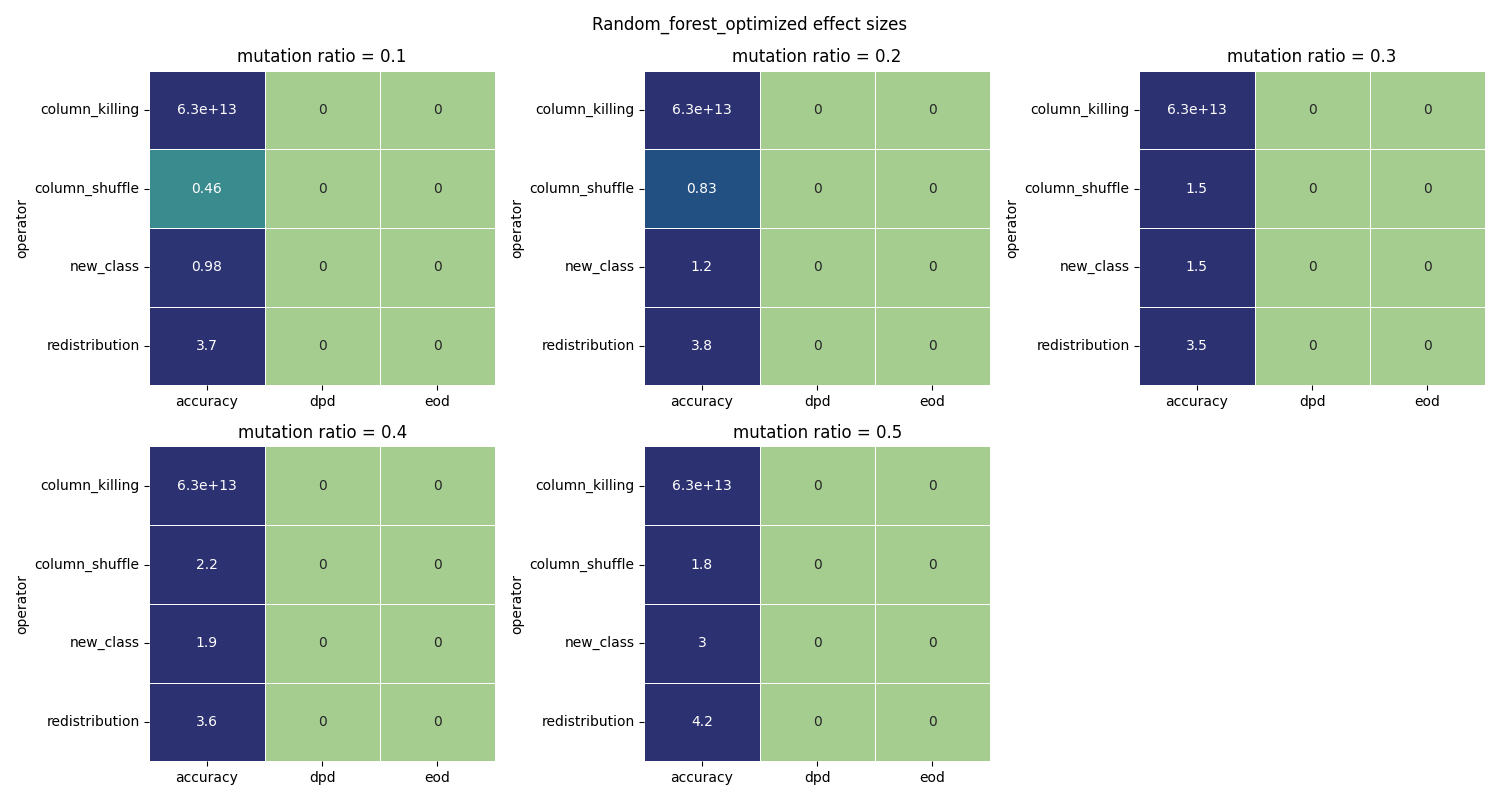 Random_forest_optimized effect sizes
mutation ratio = 0.1
operator
column_killing 6.3e+13 0 0
column_shuffle 0.46 0 0
new_class 0.98 0 0
redistribution 3.7 0 0
accuracy dpd eod
mutation ratio = 0.2
operator
column_killing 6.3e+13 0 0
column_shuffle 0.83 0 0
new_class 1.2 0 0
redistribution 3.8 0 0
accuracy dpd eod
mutation ratio = 0.3
operator
column_killing 6.3e+13 0 0
column_shuffle 1.5 0 0
new_class 1.5 0 0
redistribution 3.5 0 0
accuracy dpd eod
mutation ratio = 0.4
operator
column_killing 6.3e+13 0 0
column_shuffle 2.2 0 0
new_class 1.9 0 0
redistribution 3.6 0 0
accuracy dpd eod
mutation ratio = 0.5
operator
column_killing 6.3e+13 0 0
column_shuffle 1.8 0 0
new_class 3 0 0
redistribution 4.2 0 0
accuracy dpd eod